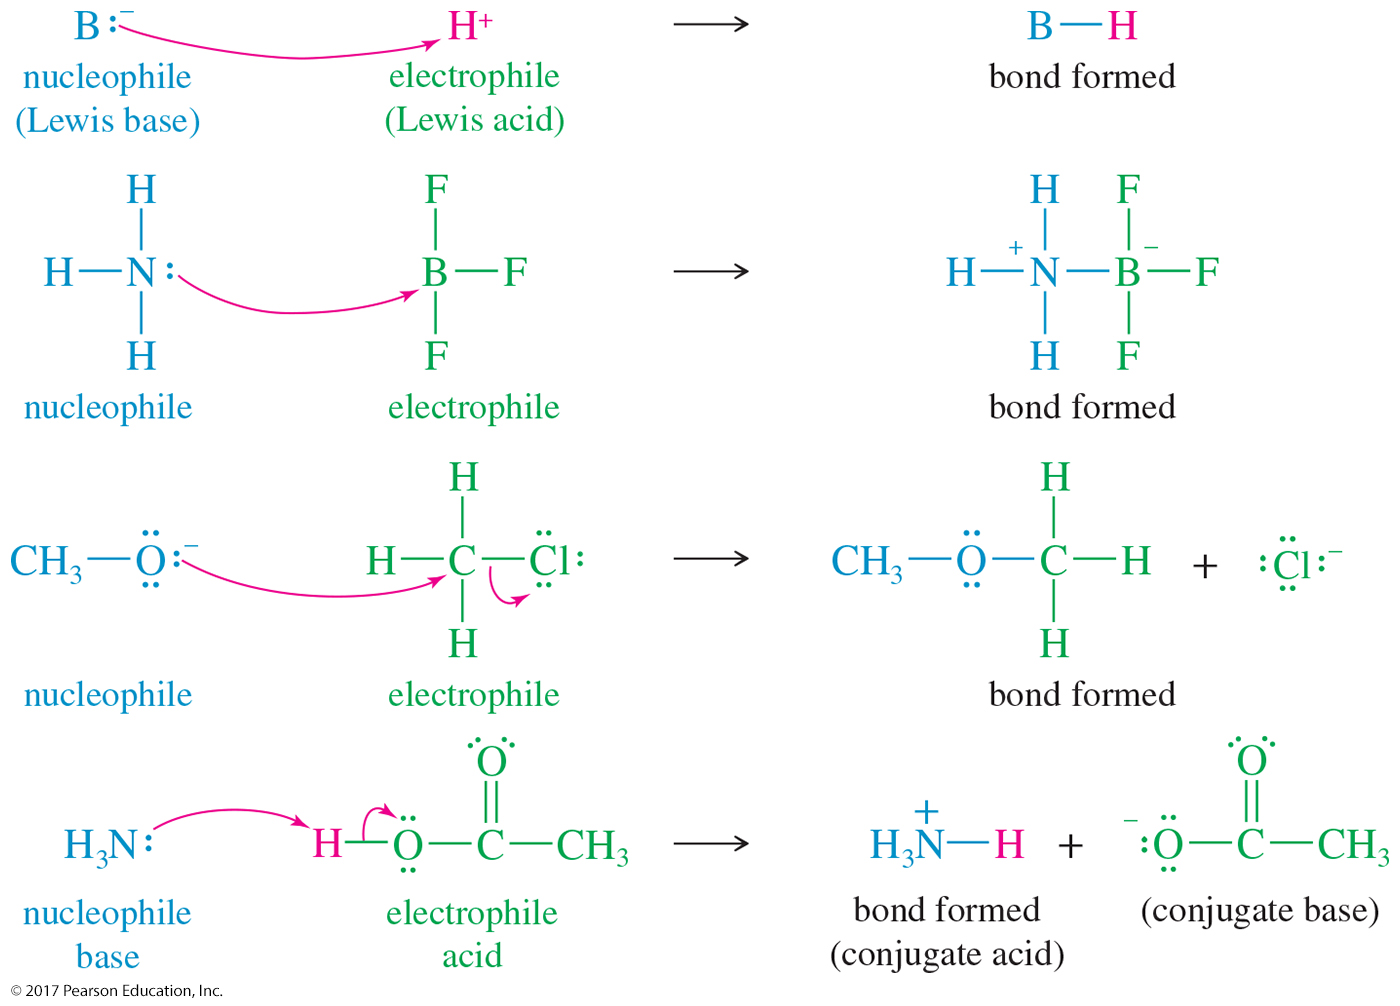 B:⁻ H⁺ → B—H
nucleophile electrophile bond formed
(Lewis base) (Lewis acid)
H F H F
H—N: B—F → H—N⁺—B⁻—F
H F H F
nucleophile electrophile bond formed
H H
CH₃—O:⁻ H—C—Cl: → CH₃—O—C—H + :Cl:⁻
H H
nucleophile electrophile bond formed
O O
H₃N: H—O—C—CH₃ → H₃N⁺—H + ⁻:O—C—CH₃
nucleophile electrophile bond formed (conjugate base)
base acid (conjugate acid)
© 2017 Pearson Education, Inc.